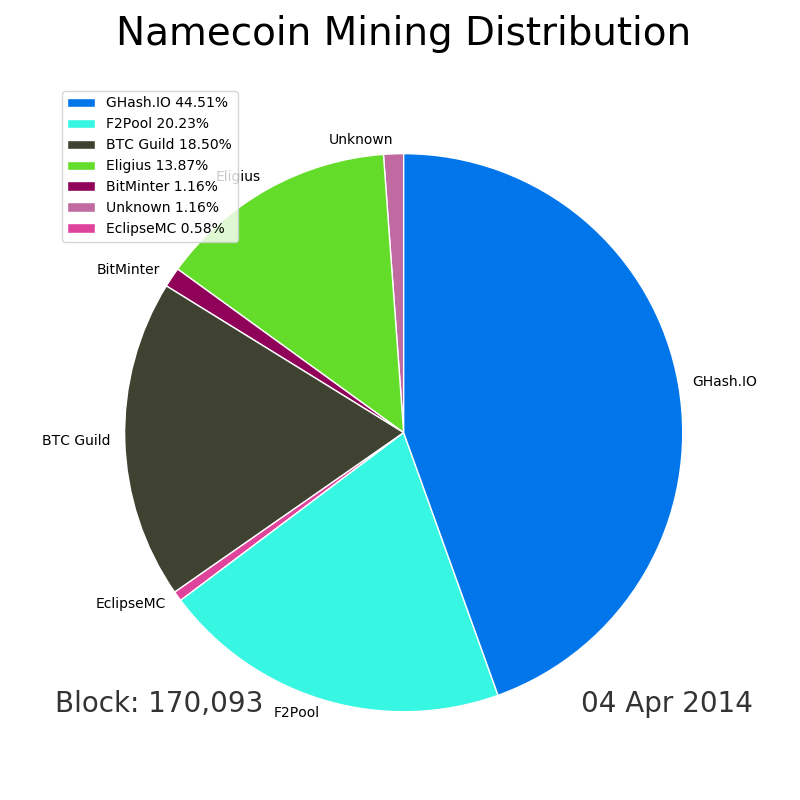 Namecoin Mining Distribution
GHash.IO 44.51%
F2Pool 20.23%
BTC Guild 18.50%
Eligius 13.87%
BitMinter 1.16%
Unknown 1.16%
EclipseMC 0.58%
Unknown
Eligius
BitMinter
GHash.IO
BTC Guild
EclipseMC
Block: 170,093
F2Pool
04 Apr 2014